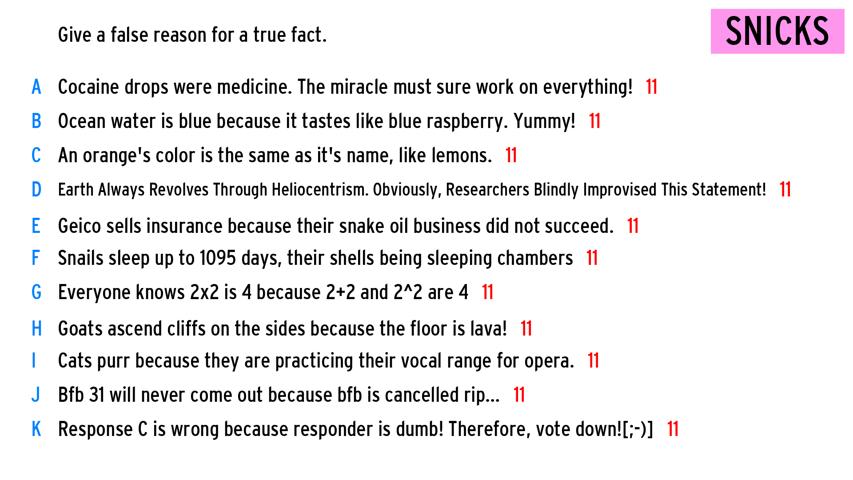 Give a false reason for a true fact.
SNICKS
A Cocaine drops were medicine. The miracle must sure work on everything! 11
B Ocean water is blue because it tastes like blue raspberry. Yummy! 11
C An orange's color is the same as it's name, like lemons. 11
D Earth Always Revolves Through Heliocentrism. Obviously, Researchers Blindly Improvised This Statement! 11
E Geico sells insurance because their snake oil business did not succeed. 11
F Snails sleep up to 1095 days, their shells being sleeping chambers 11
G Everyone knows 2x2 is 4 because 2+2 and 2^2 are 4 11
H Goats ascend cliffs on the sides because the floor is lava! 11
I Cats purr because they are practicing their vocal range for opera. 11
J Bfb 31 will never come out because bfb is cancelled rip... 11
K Response C is wrong because responder is dumb! Therefore, vote down![;-)] 11